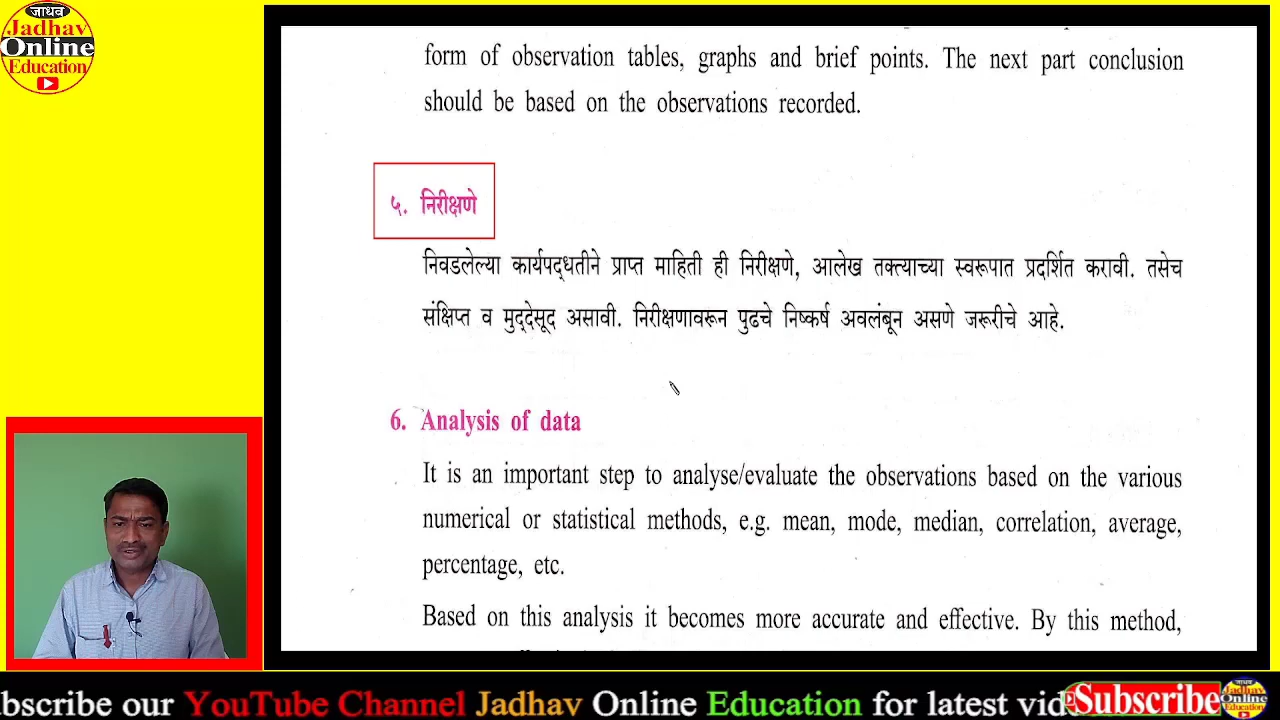 जाधव
Jadhav
Online
Education
form of observation tables, graphs and brief points. The next part conclusion
should be based on the observations recorded.
५. निरीक्षणे
निवडलेल्या कार्यपद्धतीने प्राप्त माहिती ही निरीक्षणे, आलेख तक्त्याच्या स्वरूपात प्रदर्शित करावी. तसेच
संक्षिप्त व मुद्देसूद असावी. निरीक्षणावरून पुढचे निष्कर्ष अवलंबून असणे जरूरीचे आहे.
6. Analysis of data
It is an important step to analyse/evaluate the observations based on the various
numerical or statistical methods, e.g. mean, mode, median, correlation, average,
percentage, etc.
Based on this analysis it becomes more accurate and effective. By this method,
bscribe our YouTube Channel Jadhav Online Education for latest vid
Subscribe
जाधव
Jadhav
Online
Education